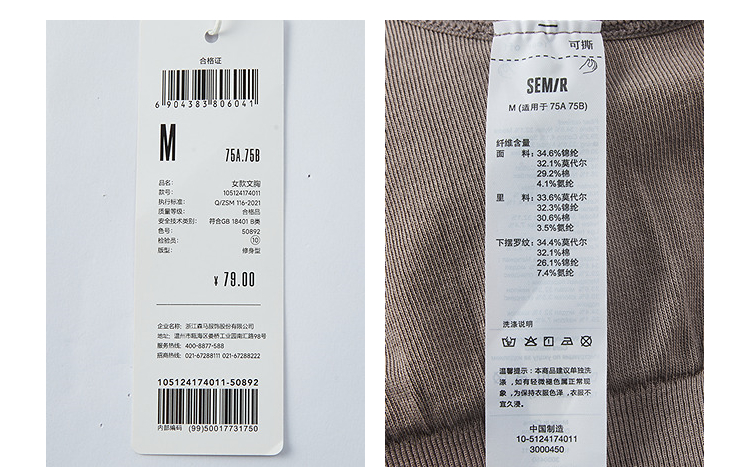 合格证
6 904383 806041
M
75A.75B
品名: 女款文胸
款号: 105124174011
执行标准: Q/ZSM 116-2021
质量等级: 合格品
安全技术类别: 符合GB 18401 B类
色号: 50892
检验员: 10
版型: 修身型
¥ 79.00
企业名称: 浙江森马服饰股份有限公司
地址: 温州市瓯海区娄桥工业园南汇路98号
服务热线: 400-8877-588
招商热线: 021-67288111 021-67288222
105124174011-50892
内部编码 (99)50017731750
可撕
SEM/R
M (适用于 75A 75B)
纤维含量
面 料: 34.6%锦纶
32.1%莫代尔
29.2%棉
4.1%氨纶
里 料: 33.6%莫代尔
32.3%锦纶
30.6%棉
3.5%氨纶
下摆罗纹: 34.4%莫代尔
32.1%棉
26.1%锦纶
7.4%氨纶
洗涤说明
温馨提示: 本商品建议单独洗
涤, 如有轻微褪色属正常现
象, 为保持衣服色泽, 衣服不
宜久浸。
中国制造
10-5124174011
3000450